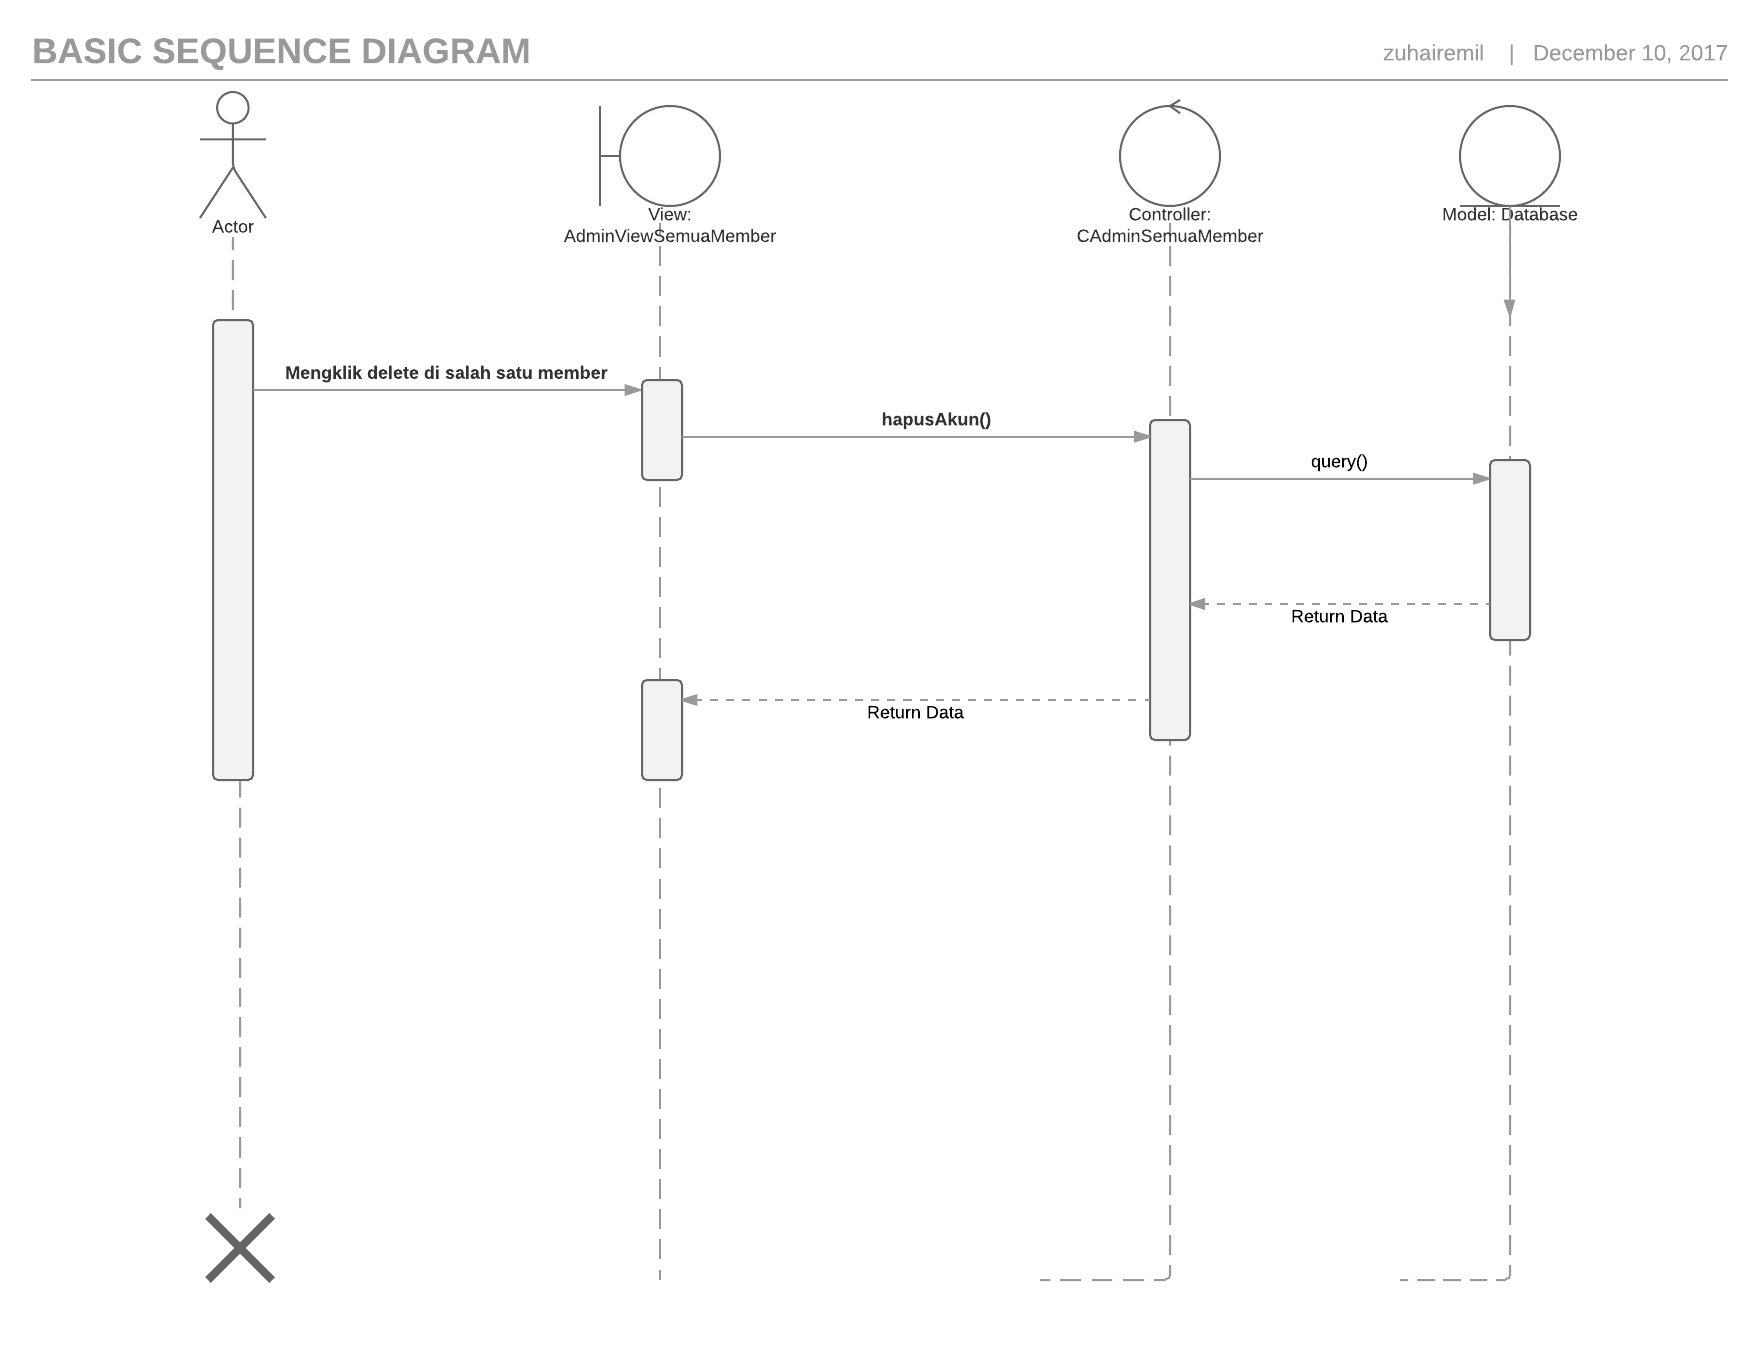 BASIC SEQUENCE DIAGRAM
zuhairemil | December 10, 2017
Actor
View:
AdminViewSemuaMember
Controller:
CAdminSemuaMember
Model: Database
Mengklik delete di salah satu member
hapusAkun()
query()
Return Data
Return Data